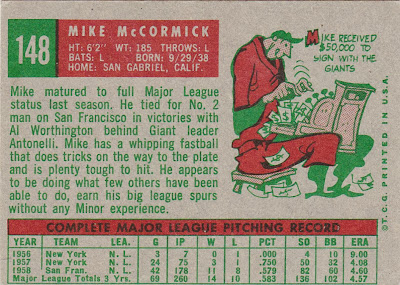 148
MIKE McCORMICK
HT: 6'2" WT: 185 THROWS: L
BATS: L BORN: 9/29/38
HOME: SAN GABRIEL, CALIF.
Mike matured to full Major League
status last season. He tied for No. 2
man on San Francisco in victories with
Al Worthington behind Giant leader
Antonelli. Mike has a whipping fastball
that does tricks on the way to the plate
and is plenty tough to hit. He appears
to be doing what few others have been
able to do, earn his big league spurs
without any Minor experience.
MIKE RECEIVED
$50,000 TO
SIGN WITH THE
GIANTS
©T.C.G. PRINTED IN U.S.A.
COMPLETE MAJOR LEAGUE PITCHING RECORD
YEAR TEAM LEA. G IP W L PCT SO BB ERA
1956 New York N. L. 3 7 0 1 .000 4 10 9.00
1957 New York N. L. 24 75 3 1 .750 50 32 4.08
1958 San Fran. N. L. 42 178 11 8 .579 82 60 4.60
Major League Totals 3 Yrs. 69 260 14 10 .583 136 102 4.57